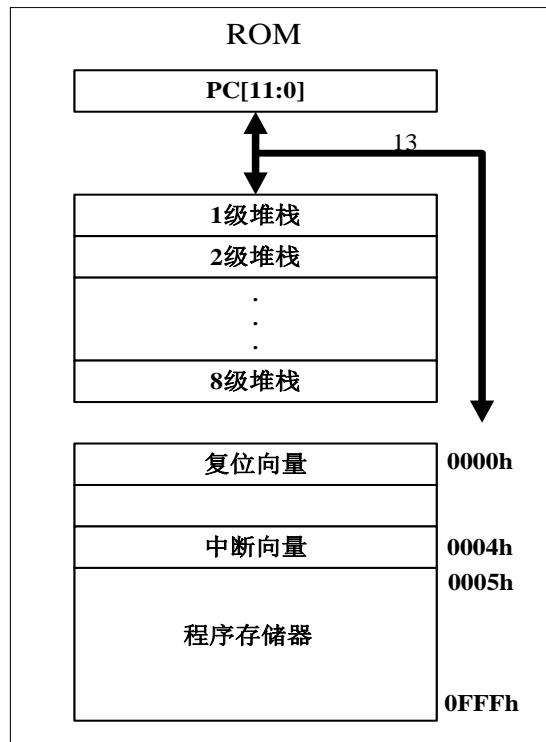 ROM
PC[11:0]
13
1级堆栈
2级堆栈
.
.
.
8级堆栈
复位向量 0000h
中断向量 0004h
0005h
程序存储器
0FFFh